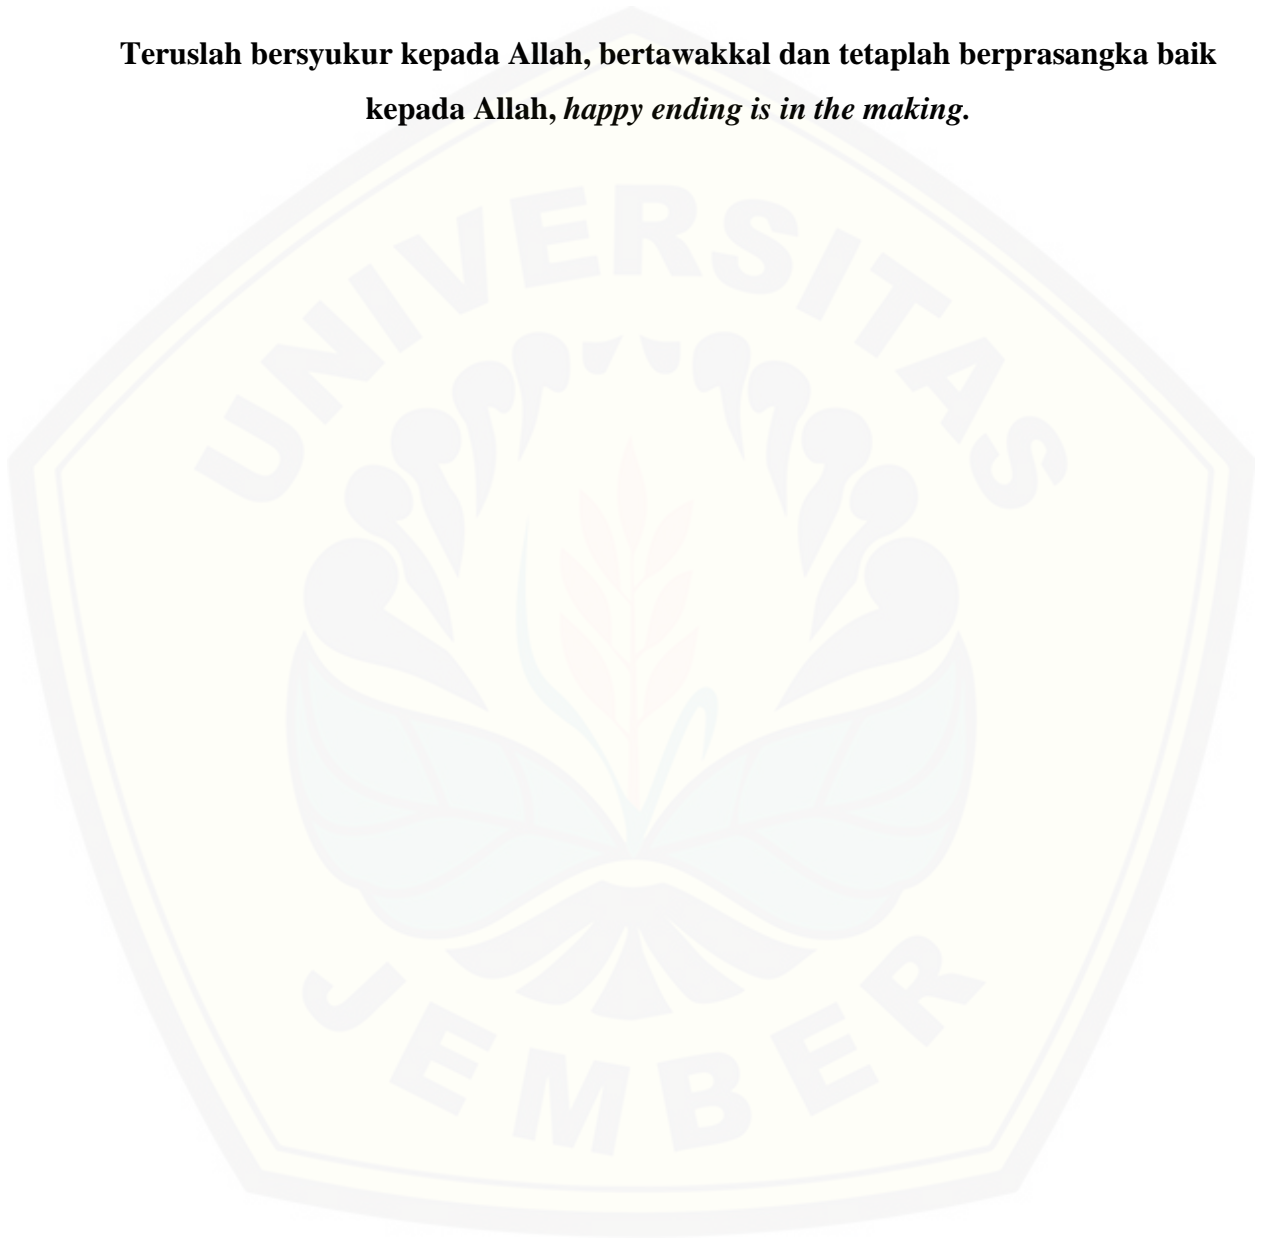 Teruslah bersyukur kepada Allah, bertawakkal dan tetaplah berprasangka baik
kepada Allah, happy ending is in the making.
UNIVERSITAS
JEMBER